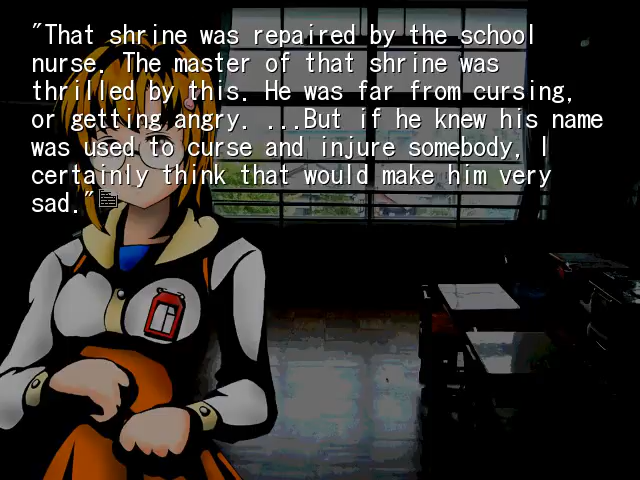 "That shrine was repaired by the school
nurse. The master of that shrine was
thrilled by this. He was far from cursing,
or getting angry. ...But if he knew his name
was used to curse and injure somebody, I
certainly think that would make him very
sad."